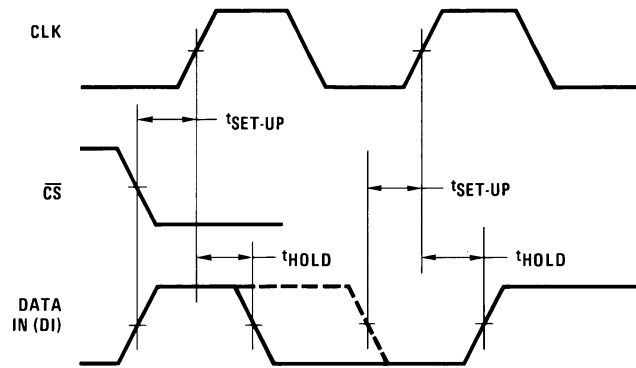 CLK
tSET-UP
CS
tSET-UP
tHOLD
tHOLD
DATA
IN (DI)